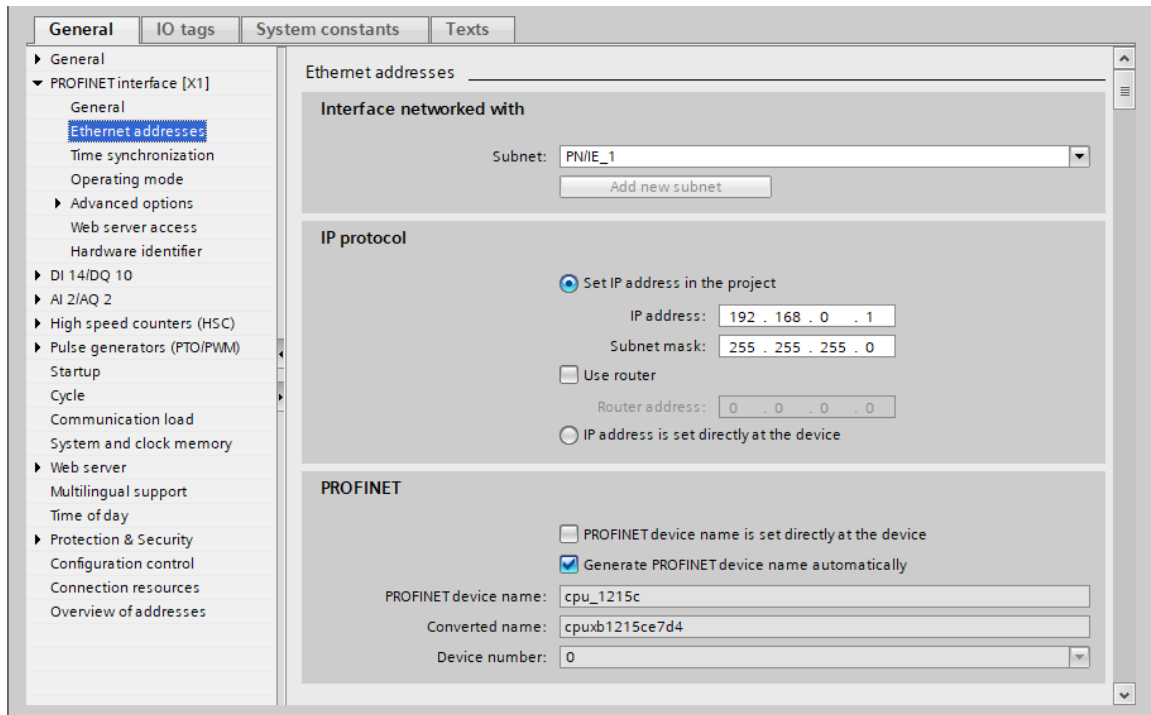 General
IO tags
System constants
Texts
General
PROFINET interface [X1]
General
Ethernet addresses
Time synchronization
Operating mode
Advanced options
Web server access
Hardware identifier
DI 14/DQ 10
AI 2/AQ 2
High speed counters (HSC)
Pulse generators (PTO/PWM)
Startup
Cycle
Communication load
System and clock memory
Web server
Multilingual support
Time of day
Protection & Security
Configuration control
Connection resources
Overview of addresses
Ethernet addresses
Interface networked with
Subnet: PN/IE_1
Add new subnet
IP protocol
Set IP address in the project
IP address: 192 . 168 . 0 . 1
Subnet mask: 255 . 255 . 255 . 0
Use router
Router address: 0 . 0 . 0 . 0
IP address is set directly at the device
PROFINET
PROFINET device name is set directly at the device
Generate PROFINET device name automatically
PROFINET device name: cpu_1215c
Converted name: cpuxb1215ce7d4
Device number: 0